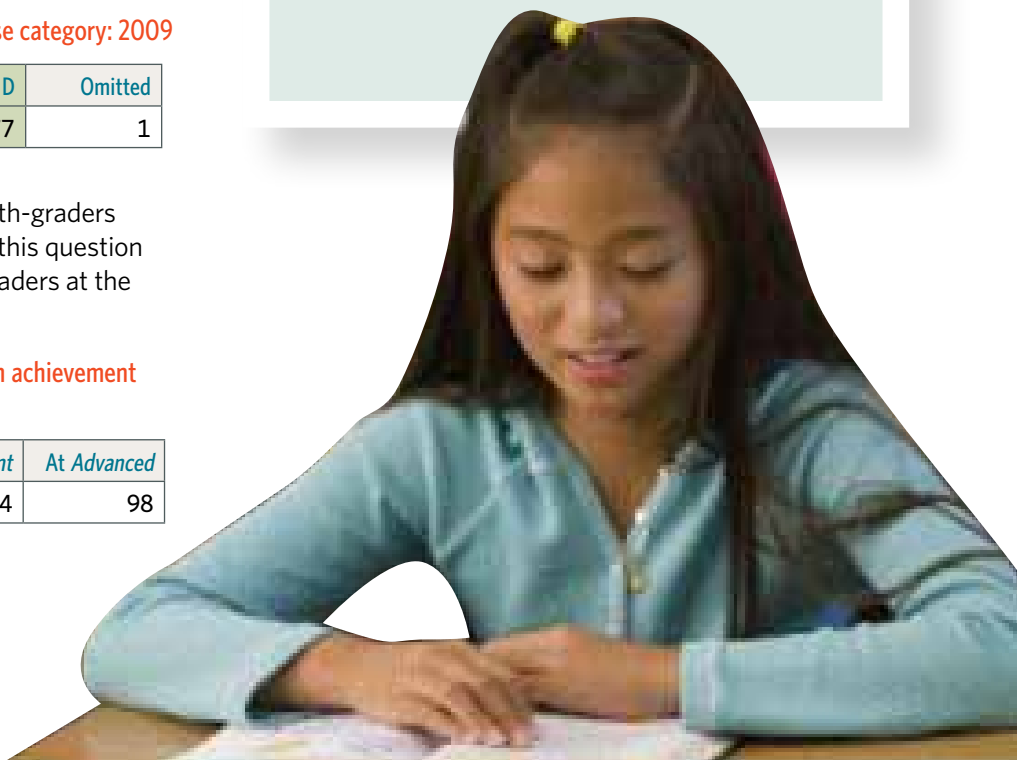 se category: 2009
D Omitted
7 1
th-graders
this question
aders at the
n achievement
nt At Advanced
4 98